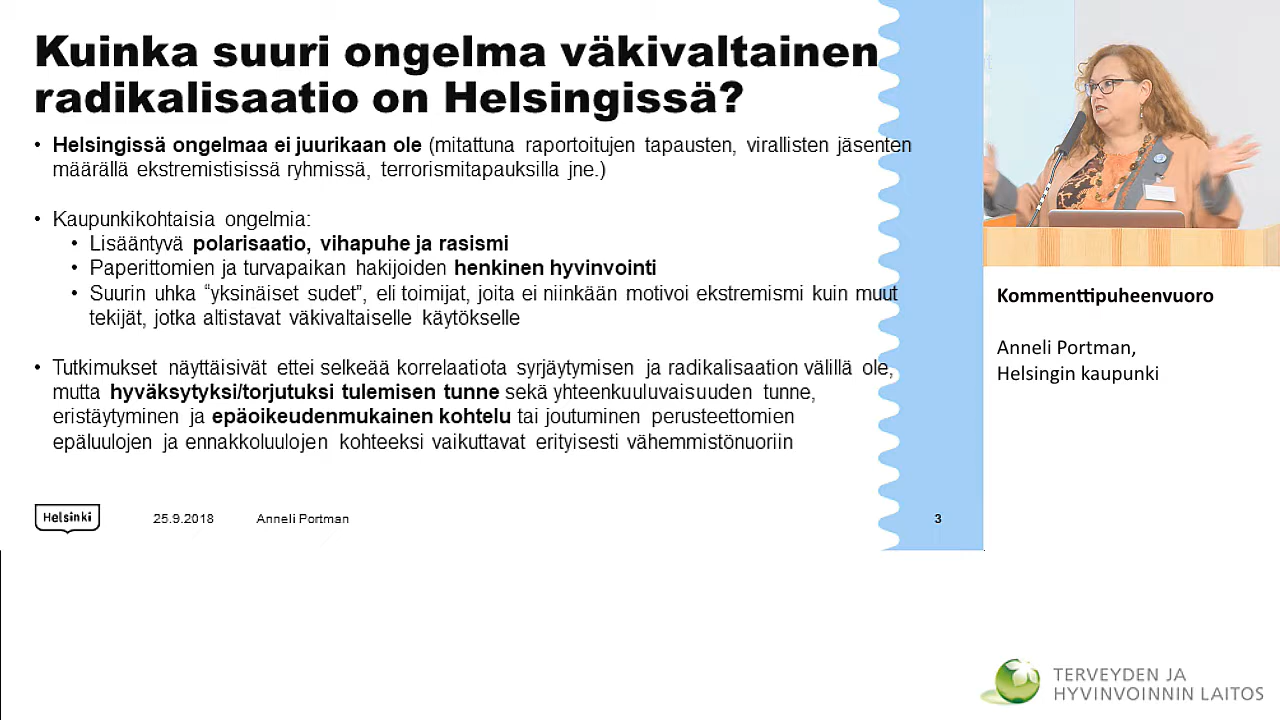 Kuinka suuri ongelma väkivaltainen
radikalisaatio on Helsingissä?
• Helsingissä ongelmaa ei juurikaan ole (mitattuna raportoitujen tapausten, virallisten jäsenten
määrällä ekstremistisissä ryhmissä, terrorismitapauksilla jne.)
• Kaupunkikohtaisia ongelmia:
• Lisääntyvä polarisaatio, vihapuhe ja rasismi
• Paperittomien ja turvapaikan hakijoiden henkinen hyvinvointi
• Suurin uhka “yksinäiset sudet”, eli toimijat, joita ei niinkään motivoi ekstremismi kuin muut
tekijät, jotka altistavat väkivaltaiselle käytökselle
• Tutkimukset näyttäisivät ettei selkeää korrelaatiota syrjäytymisen ja radikalisaation välillä ole,
mutta hyväksytyksi/torjutuksi tulemisen tunne sekä yhteenkuuluvaisuuden tunne,
eristäytyminen ja epäoikeudenmukainen kohtelu tai joutuminen perusteettomien
epäluulojen ja ennakkoluulojen kohteeksi vaikuttavat erityisesti vähemmistönuoriin
Helsinki
25.9.2018 Anneli Portman 3
Kommenttipuheenvuoro
Anneli Portman,
Helsingin kaupunki
TERVEYDEN JA
HYVINVOINNIN LAITOS